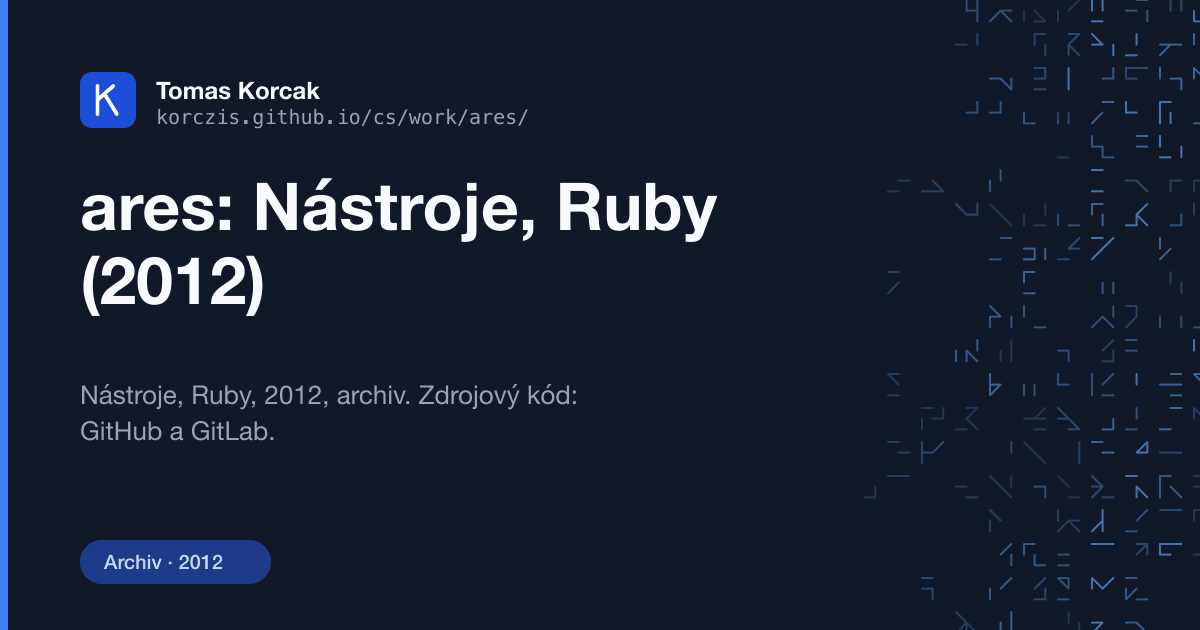 K
Tomas Korcak
korczis.github.io/cs/work/ares/
ares: Nástroje, Ruby
(2012)
Nástroje, Ruby, 2012, archiv. Zdrojový kód:
GitHub a GitLab.
Archiv · 2012